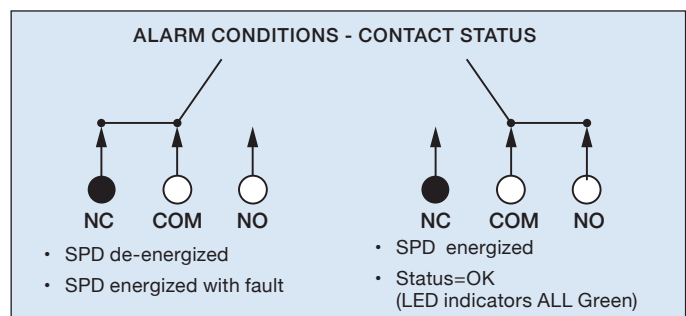 ALARM CONDITIONS - CONTACT STATUS
NC COM NO
• SPD de-energized
• SPD energized with fault
NC COM NO
• SPD energized
• Status=OK
(LED indicators ALL Green)